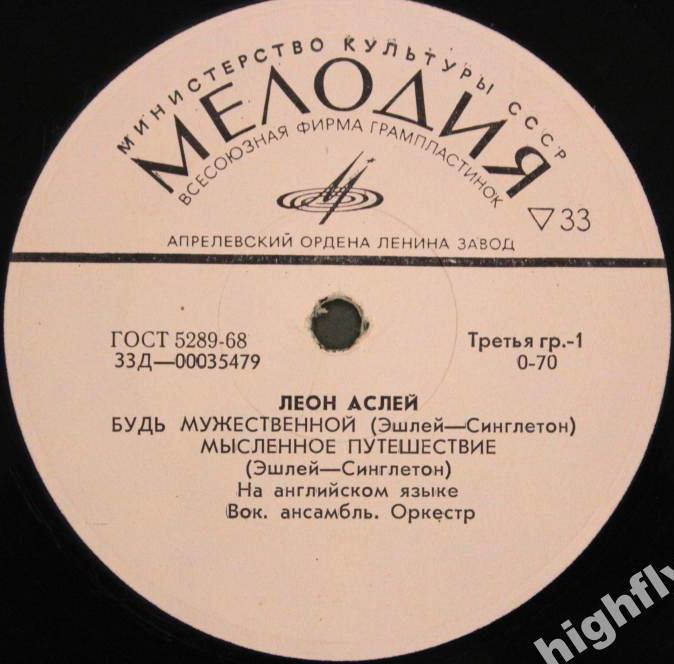 МИНИСТЕРСТВО КУЛЬТУРЫ СССР
МЕЛОДИЯ
ВСЕСОЮЗНАЯ ФИРМА ГРАМПЛАСТИНОК
▽33
АПРЕЛЕВСКИЙ ОРДЕНА ЛЕНИНА ЗАВОД
ГОСТ 5289-68
Третья гр.-1
33Д—00035479
0-70
ЛЕОН АСЛЕЙ
БУДЬ МУЖЕСТВЕННОЙ (Эшлей—Синглетон)
МЫСЛЕННОЕ ПУТЕШЕСТВИЕ
(Эшлей—Синглетон)
На английском языке
Вок. ансамбль. Оркестр